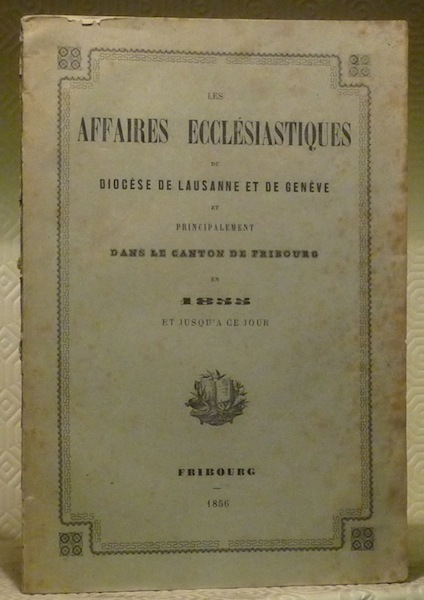 LES
AFFAIRES ECCLÉSIASTIQUES
DU
DIOCÈSE DE LAUSANNE ET DE GENÈVE
ET
PRINCIPALEMENT
DANS LE CANTON DE FRIBOURG
EN
1855
ET JUSQU'A CE JOUR
FRIBOURG
—
1856